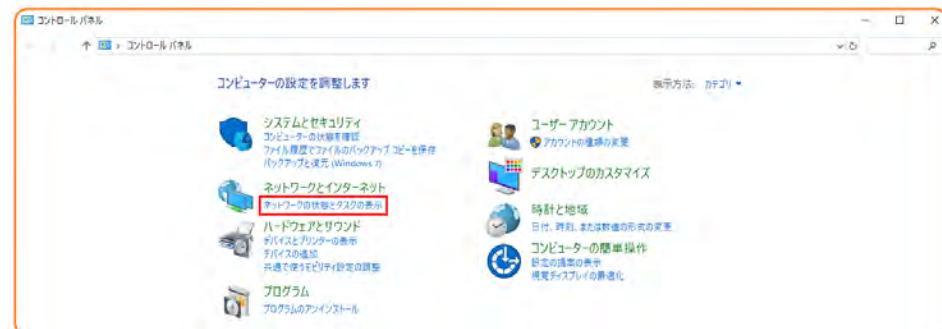 コントロール パネル
コントロール パネル
コンピューターの設定を調整します
表示方法: カテゴリ
システムとセキュリティ
コンピューターの状態を確認
ファイル履歴でファイルのバックアップ コピーを保存
バックアップと復元 (Windows 7)
ネットワークとインターネット
ネットワークの状態とタスクの表示
ハードウェアとサウンド
デバイスとプリンターの表示
デバイスの追加
共通で使うモビリティ設定の調整
プログラム
プログラムのアンインストール
ユーザー アカウント
アカウントの種類の変更
デスクトップのカスタマイズ
時計と地域
日付、時刻、または数値の形式の変更
コンピューターの簡単操作
設定の提案の表示
視覚ディスプレイの最適化